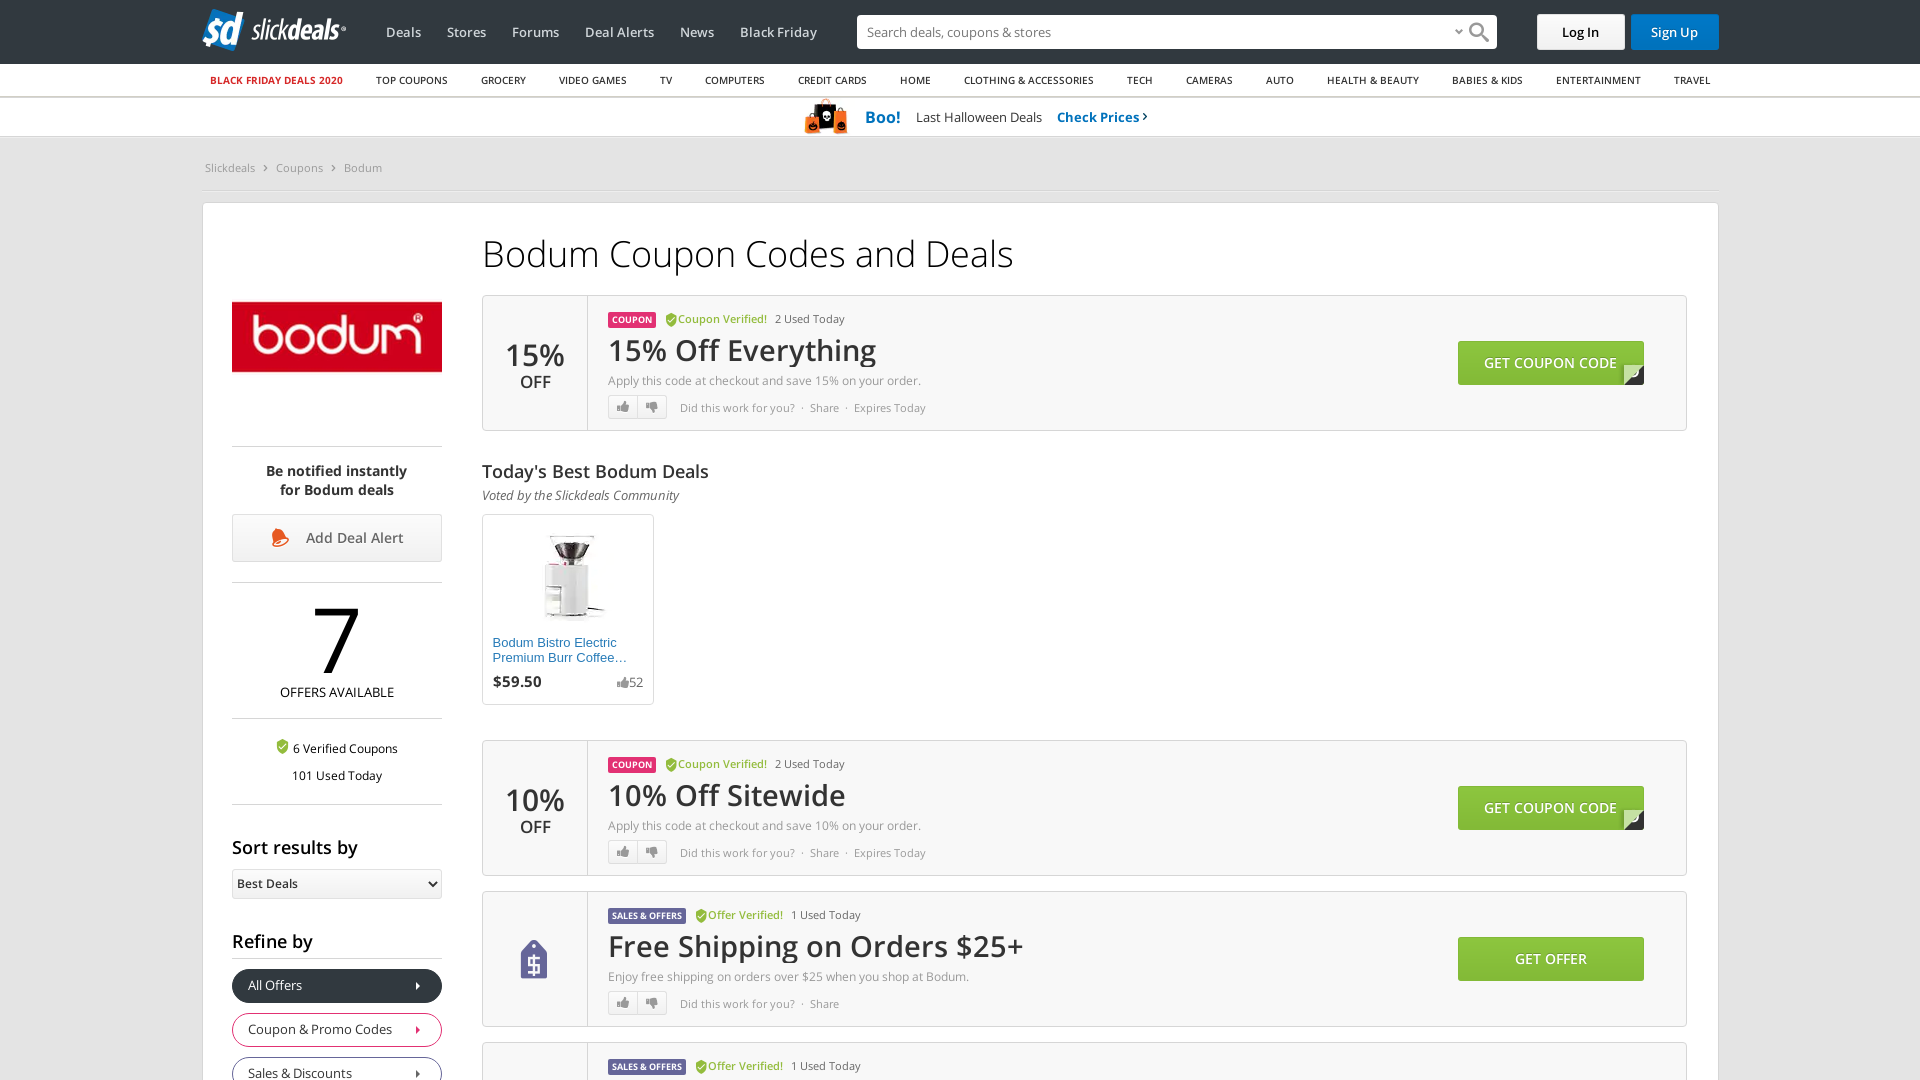 sd slickdeals
Deals
Stores
Forums
Deal Alerts
News
Black Friday
Search deals, coupons & stores
Log In
Sign Up
BLACK FRIDAY DEALS 2020
TOP COUPONS
GROCERY
VIDEO GAMES
TV
COMPUTERS
CREDIT CARDS
HOME
CLOTHING & ACCESSORIES
TECH
CAMERAS
AUTO
HEALTH & BEAUTY
BABIES & KIDS
ENTERTAINMENT
TRAVEL
Boo! Last Halloween Deals Check Prices ›
Slickdeals › Coupons › Bodum
bodum®
Be notified instantly
for Bodum deals
Add Deal Alert
7
OFFERS AVAILABLE
6 Verified Coupons
101 Used Today
Sort results by
Best Deals
Refine by
All Offers
Coupon & Promo Codes
Sales & Discounts
Bodum Coupon Codes and Deals
15%
OFF
COUPON Coupon Verified! 2 Used Today
15% Off Everything
Apply this code at checkout and save 15% on your order.
Did this work for you? · Share · Expires Today
GET COUPON CODE
Today's Best Bodum Deals
Voted by the Slickdeals Community
Bodum Bistro Electric
Premium Burr Coffee…
$59.50 52
10%
OFF
COUPON Coupon Verified! 2 Used Today
10% Off Sitewide
Apply this code at checkout and save 10% on your order.
Did this work for you? · Share · Expires Today
GET COUPON CODE
SALES & OFFERS Offer Verified! 1 Used Today
Free Shipping on Orders $25+
Enjoy free shipping on orders over $25 when you shop at Bodum.
Did this work for you? · Share
GET OFFER
SALES & OFFERS Offer Verified! 1 Used Today